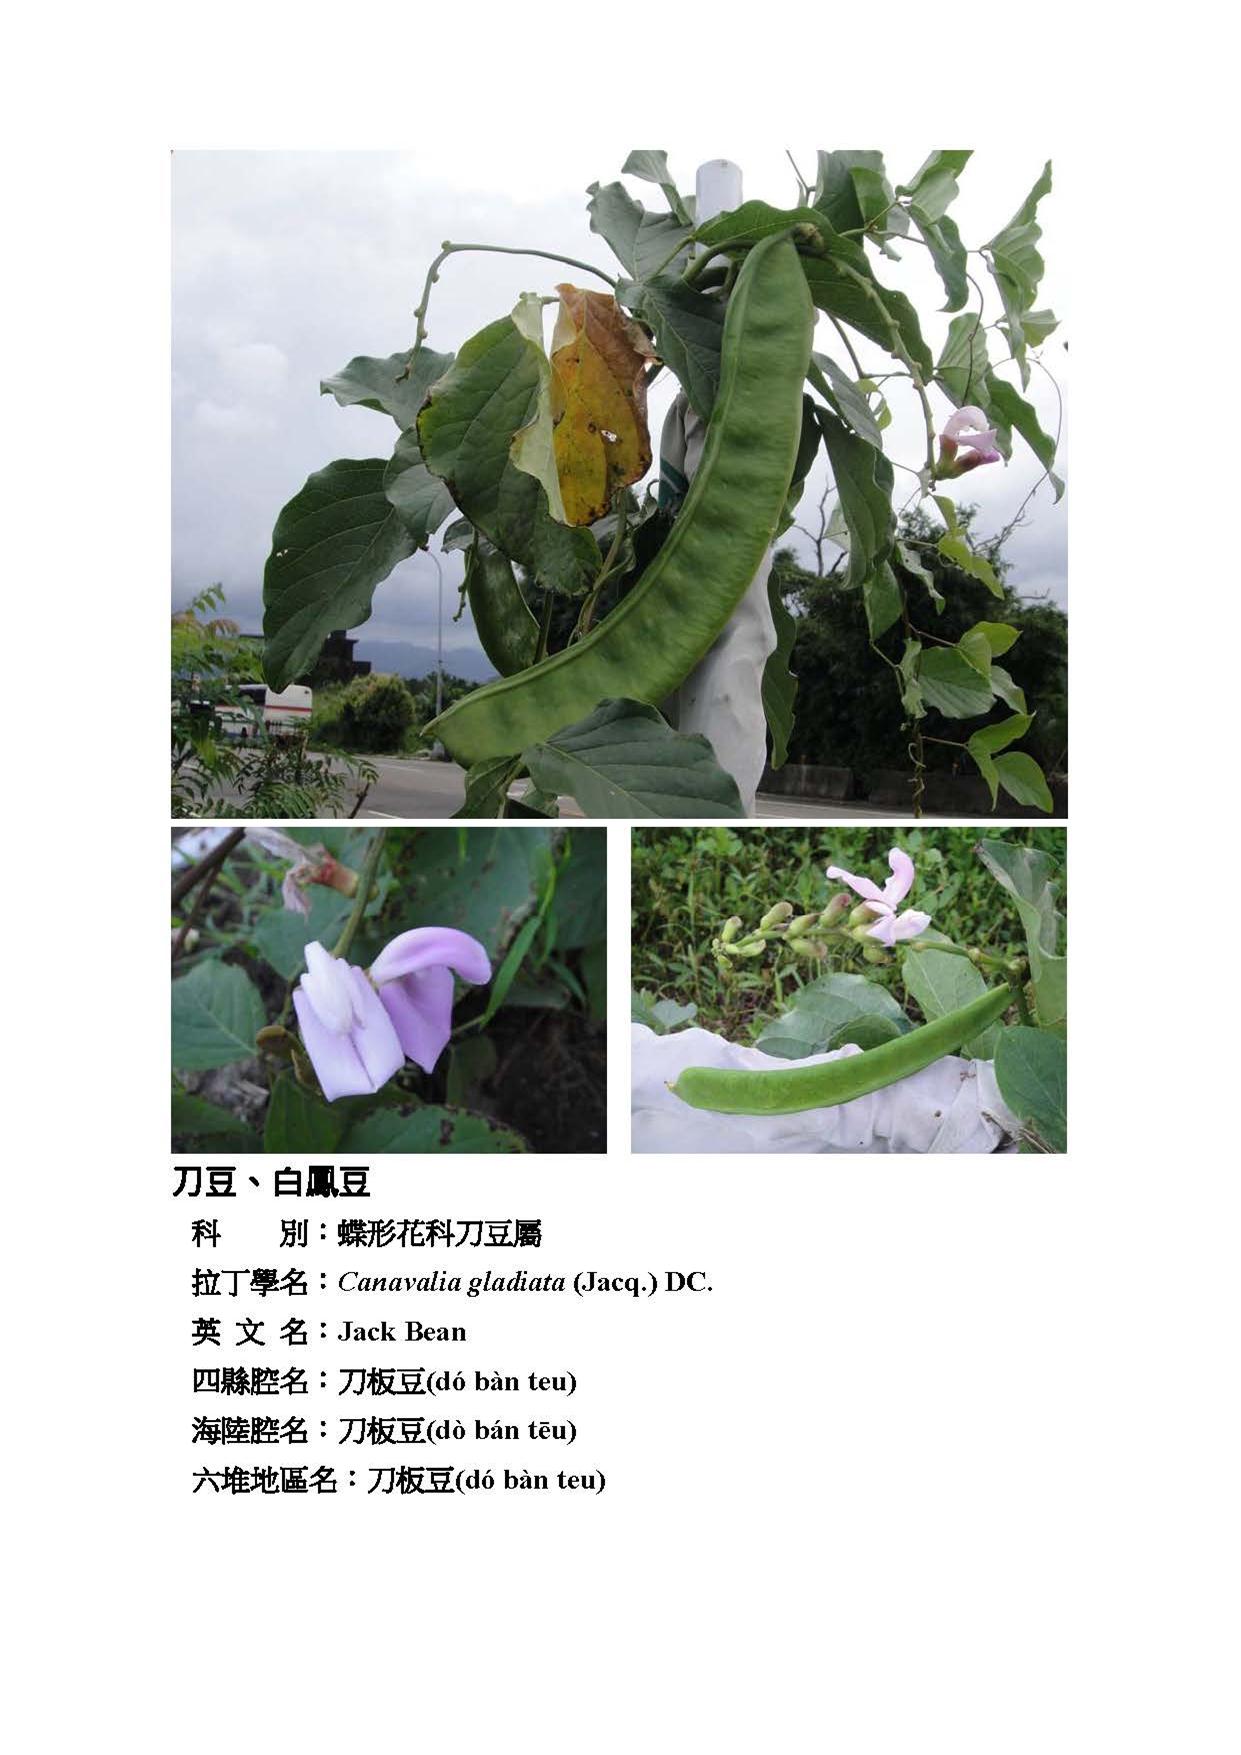 刀豆、白鳳豆
科　　別：蝶形花科刀豆屬
拉丁學名：Canavalia gladiata (Jacq.) DC.
英 文 名：Jack Bean
四縣腔名：刀板豆(dó bàn teu)
海陸腔名：刀板豆(dò bán tēu)
六堆地區名：刀板豆(dó bàn teu)